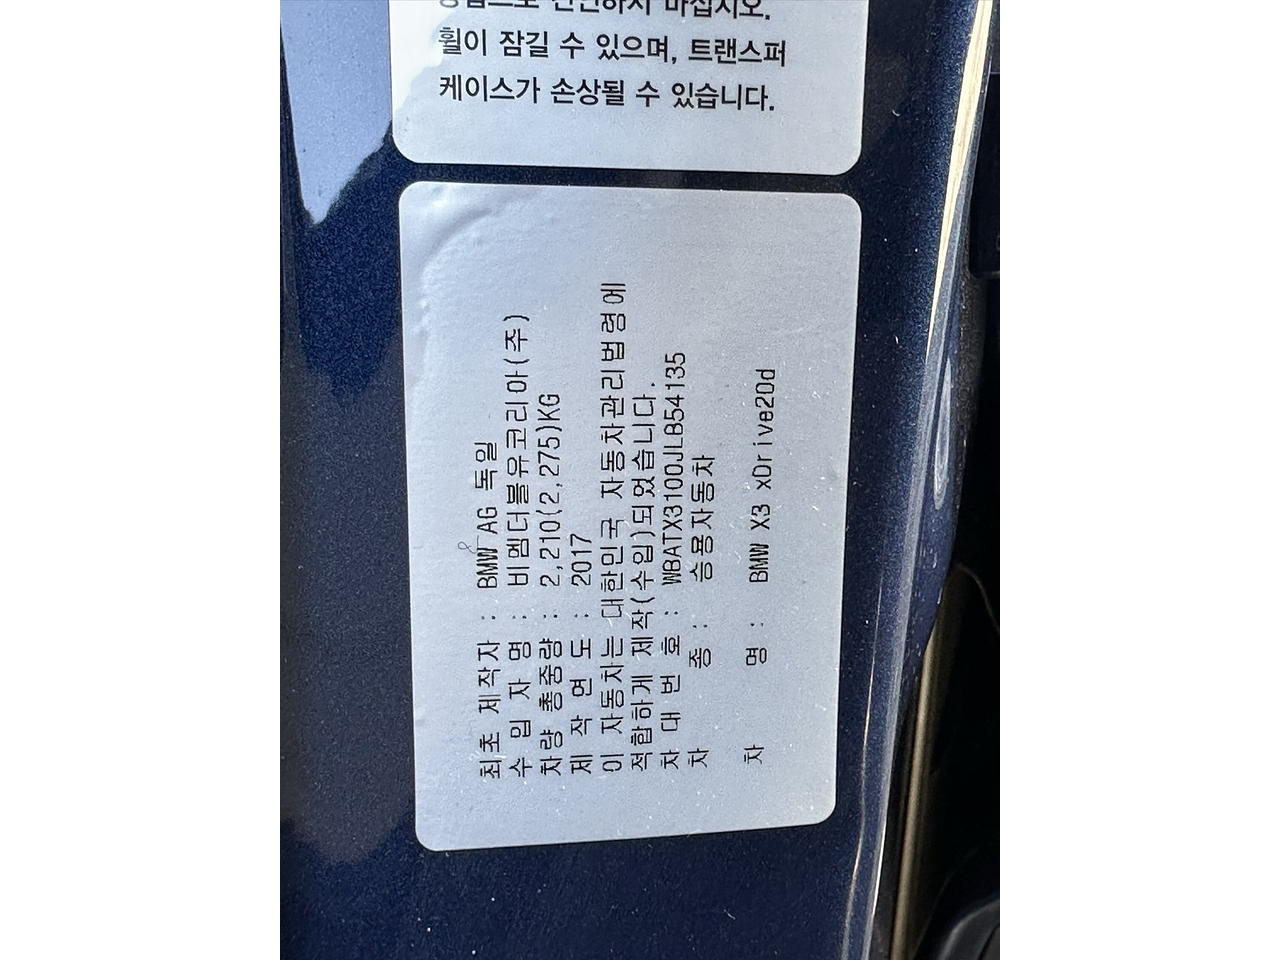 휠이 잠길 수 있으며, 트랜스퍼
케이스가 손상될 수 있습니다.
최초 제작자 : BMW AG 독일
수 입 자 명 : 비엠더블유코리아(주)
차량 총중량 : 2,210(2,275)KG
제 작 연 도 : 2017
이 자동차는 대한민국 자동차관리법령에
적합하게 제작(수입)되었습니다.
차 대 번 호 : WBATX3100JLB54135
차 종 : 승용자동차
차 명 : BMW X3 xDrive20d